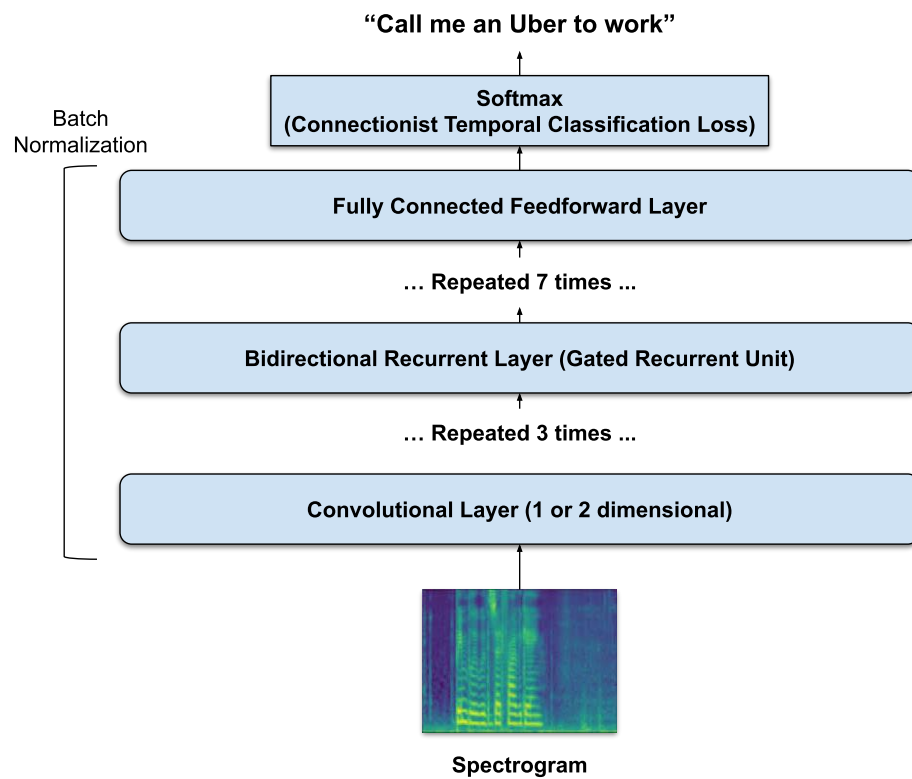 “Call me an Uber to work”
Softmax
(Connectionist Temporal Classification Loss)
Batch
Normalization
Fully Connected Feedforward Layer
… Repeated 7 times ...
Bidirectional Recurrent Layer (Gated Recurrent Unit)
… Repeated 3 times ...
Convolutional Layer (1 or 2 dimensional)
Spectrogram